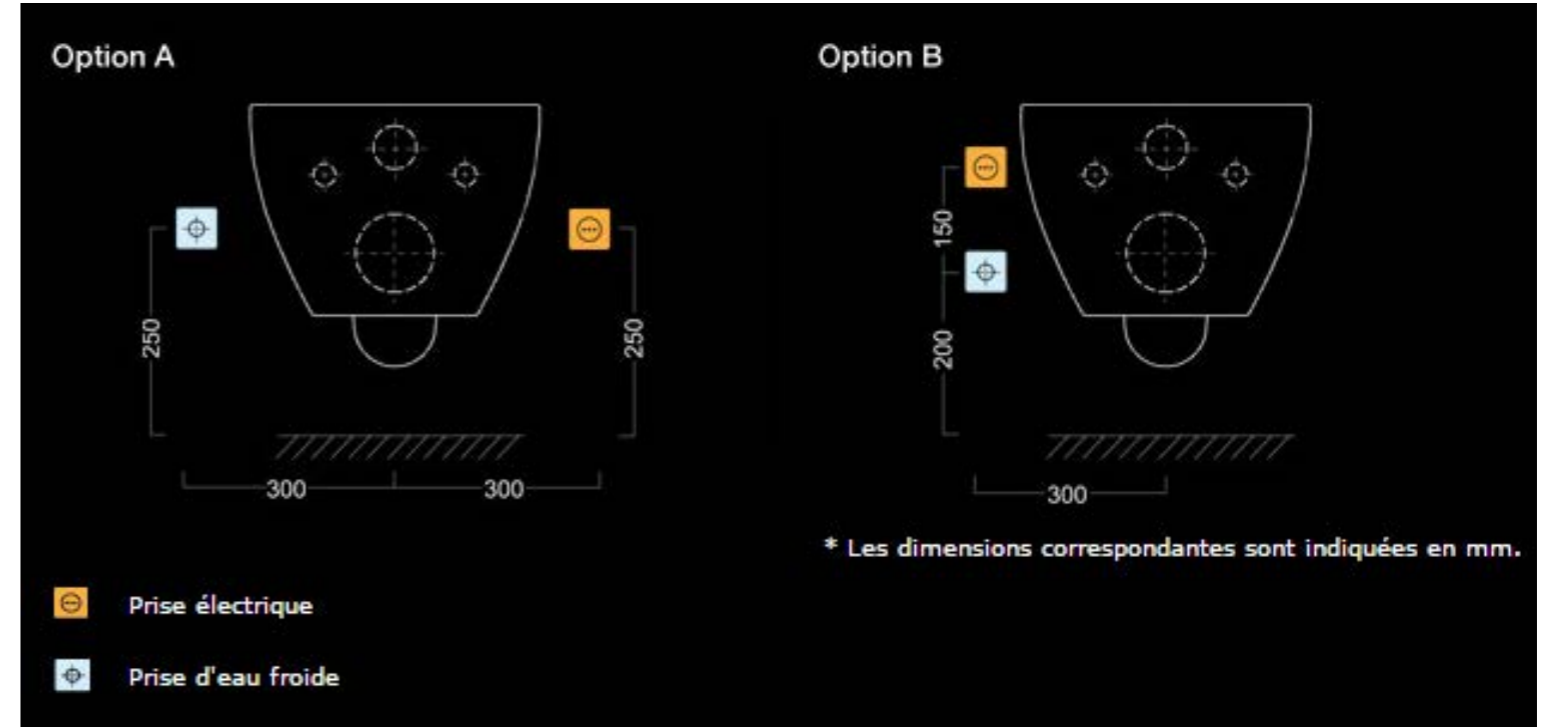 Option A
Option B
150
250
250
200
300
300
300
* Les dimensions correspondantes sont indiquées en mm.
Prise électrique
Prise d'eau froide